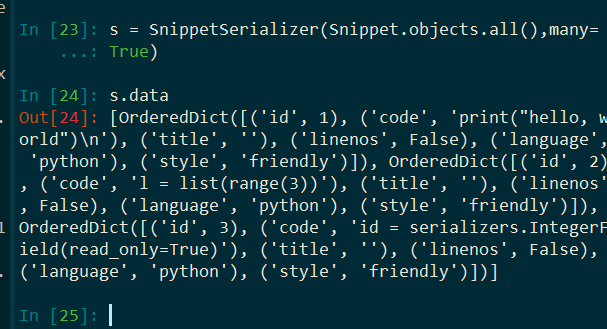 In [23]: s = SnippetSerializer(Snippet.objects.all(),many=
...: True)
In [24]: s.data
Out[24]: [OrderedDict([('id', 1), ('code', 'print("hello, w
orld")\n'), ('title', ''), ('linenos', False), ('language',
'python'), ('style', 'friendly')]), OrderedDict([('id', 2)
, ('code', 'l = list(range(3))'), ('title', ''), ('linenos'
, False), ('language', 'python'), ('style', 'friendly')]),
OrderedDict([('id', 3), ('code', 'id = serializers.IntegerF
ield(read_only=True)'), ('title', ''), ('linenos', False),
('language', 'python'), ('style', 'friendly')])]
In [25]: